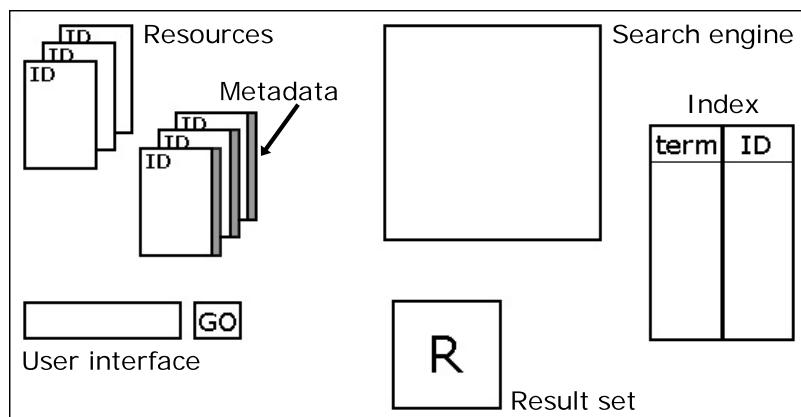 ID
ID
ID
Resources
Search engine
Metadata
ID
ID
ID
Index
term ID
GO
User interface
R
Result set